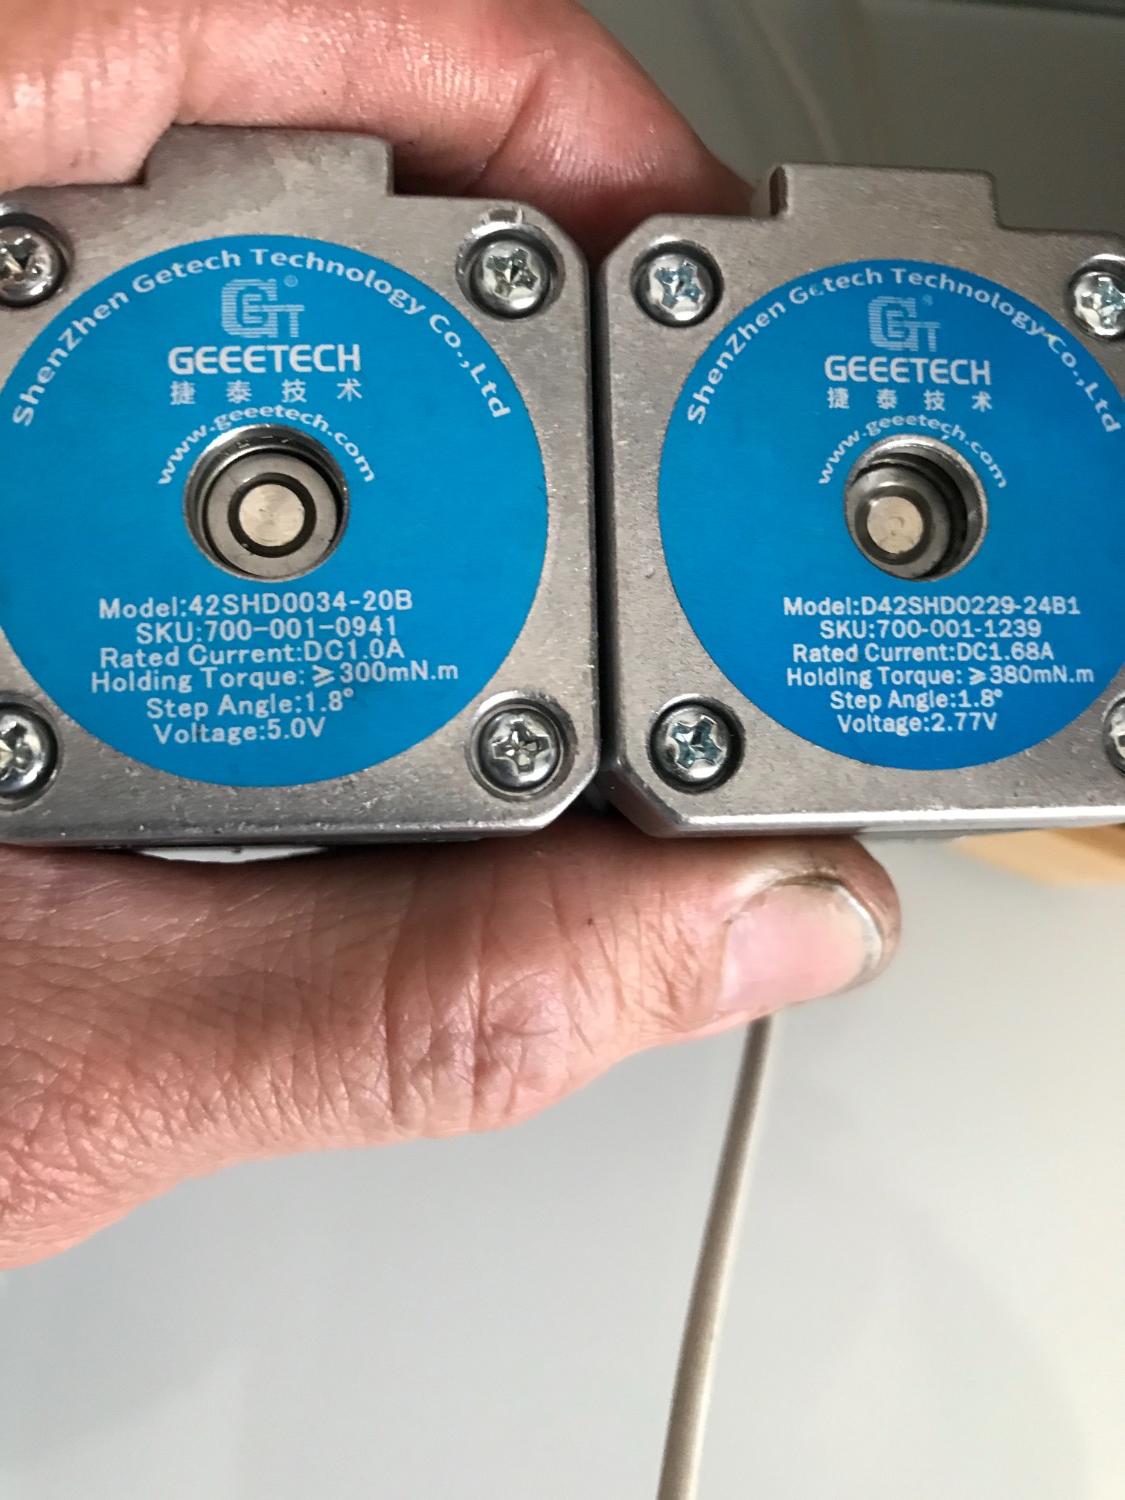 ShenZhen Getech Technology Co.,Ltd
GEEETECH
捷泰技术
www.geeetech.com
Model:42SHD0034-20B
SKU:700-001-0941
Rated Current:DC1.0A
Holding Torque:≥300mN.m
Step Angle:1.8°
Voltage:5.0V
ShenZhen Getech Technology Co.,Ltd
GEEETECH
捷泰技术
www.geeetech.com
Model:D42SHD0229-24B1
SKU:700-001-1239
Rated Current:DC1.68A
Holding Torque:≥380mN.m
Step Angle:1.8°
Voltage:2.77V